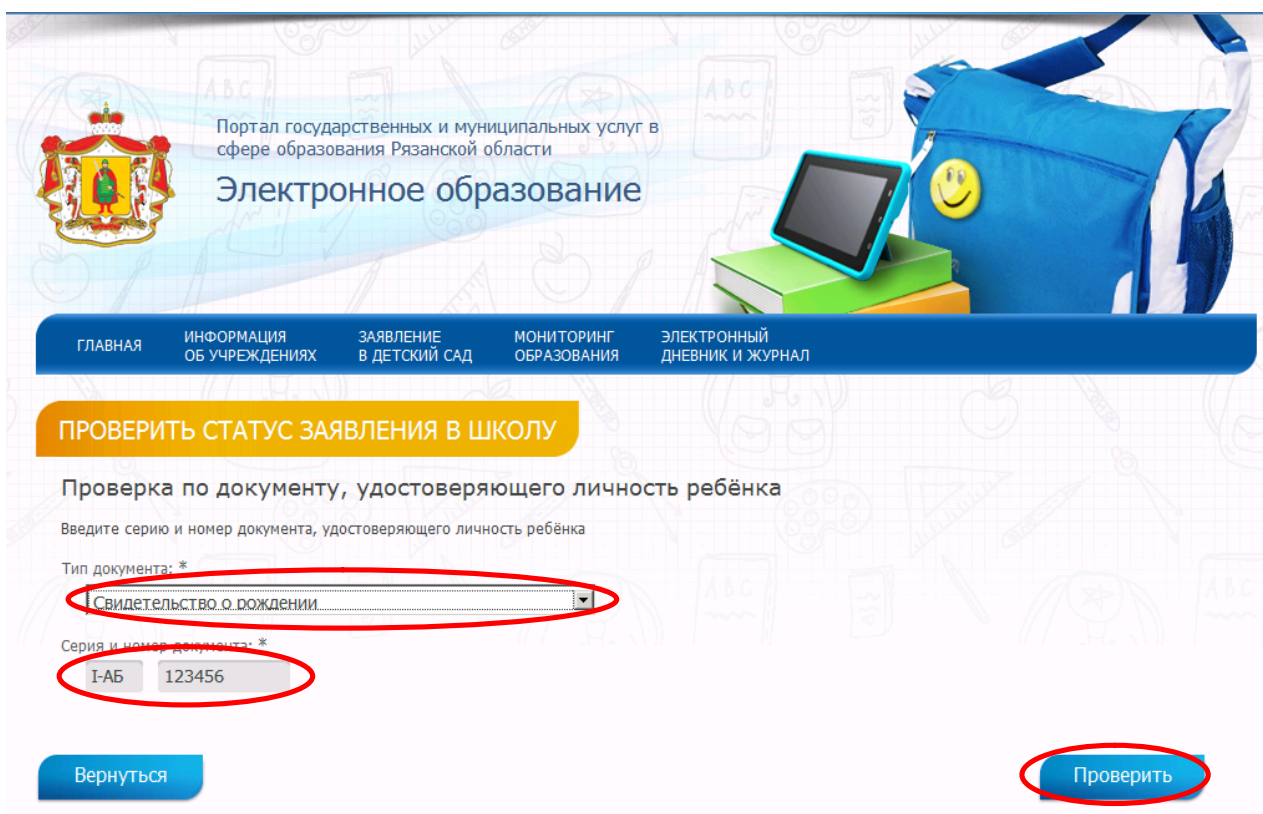 Портал государственных и муниципальных услуг в
сфере образования Рязанской области
Электронное образование
ГЛАВНАЯ
ИНФОРМАЦИЯ
ОБ УЧРЕЖДЕНИЯХ
ЗАЯВЛЕНИЕ
В ДЕТСКИЙ САД
МОНИТОРИНГ
ОБРАЗОВАНИЯ
ЭЛЕКТРОННЫЙ
ДНЕВНИК И ЖУРНАЛ
ПРОВЕРИТЬ СТАТУС ЗАЯВЛЕНИЯ В ШКОЛУ
Проверка по документу, удостоверяющего личность ребёнка
Введите серию и номер документа, удостоверяющего личность ребёнка
Тип документа: *
Свидетельство о рождении
Серия и номер документа: *
I-АБ 123456
Вернуться
Проверить